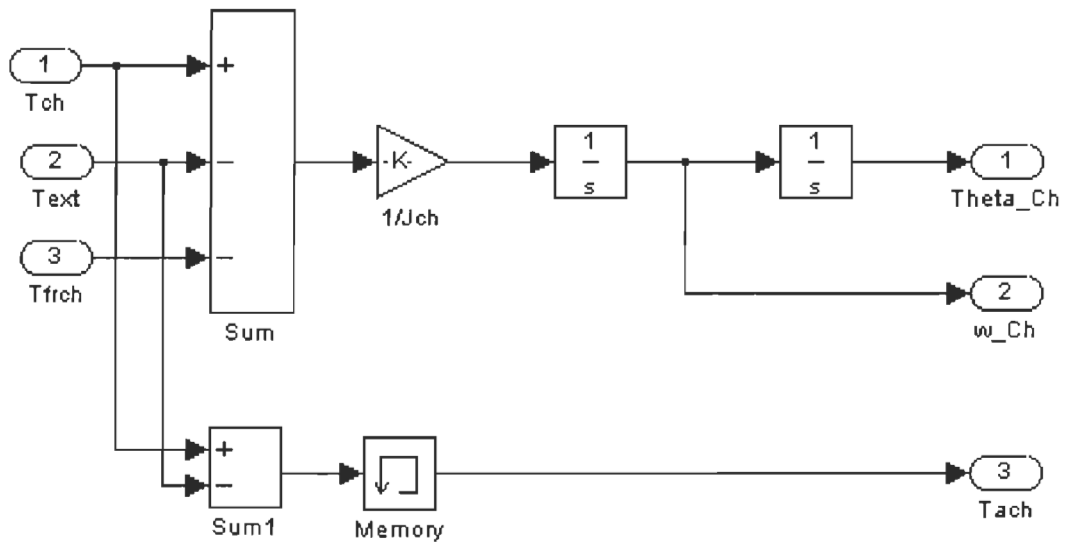 1
Tch
2
Text
3
Tfrch
+
−
−
Sum
-K-
1/Jch
1
s
1
s
1
Theta_Ch
2
w_Ch
+
−
Sum1
Memory
3
Tach